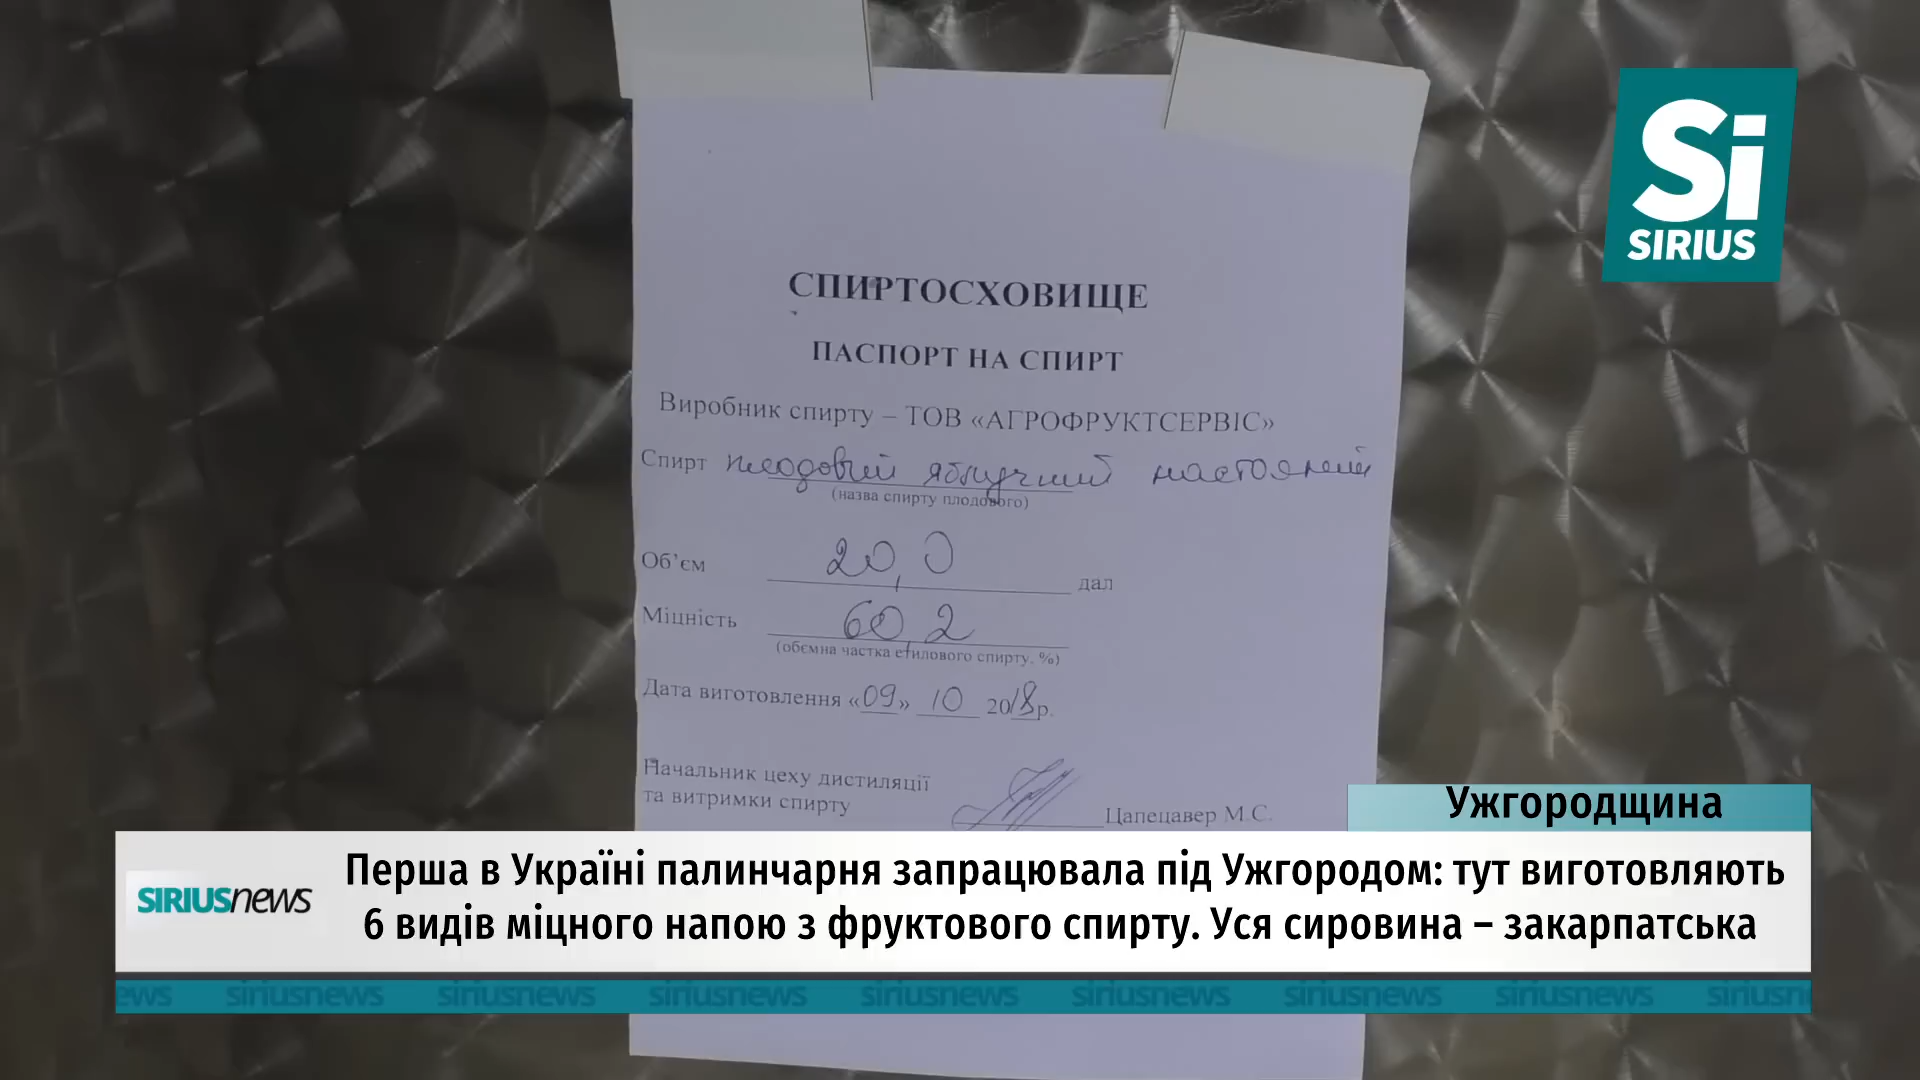 Si
SIRIUS
СПИРТОСХОВИЩЕ
ПАСПОРТ НА СПИРТ
Виробник спирту – ТОВ «АГРОФРУКТСЕРВІС»
Спирт плодовий яблучний настояний
(назва спирту плодового)
Об’єм 20,0 дал
Міцність 60,2
(обємна частка етилового спирту, %)
Дата виготовлення «09» 10 2018р.
Начальник цеху дистиляції
та витримки спирту Цапецавер М.С.
Ужгородщина
SIRIUSnews
Перша в Україні палинчарня запрацювала під Ужгородом: тут виготовляють
6 видів міцного напою з фруктового спирту. Уся сировина – закарпатська
ews siriusnews siriusnews siriusnews siriusnews siriusnews siriusnews siriusnews siriusn